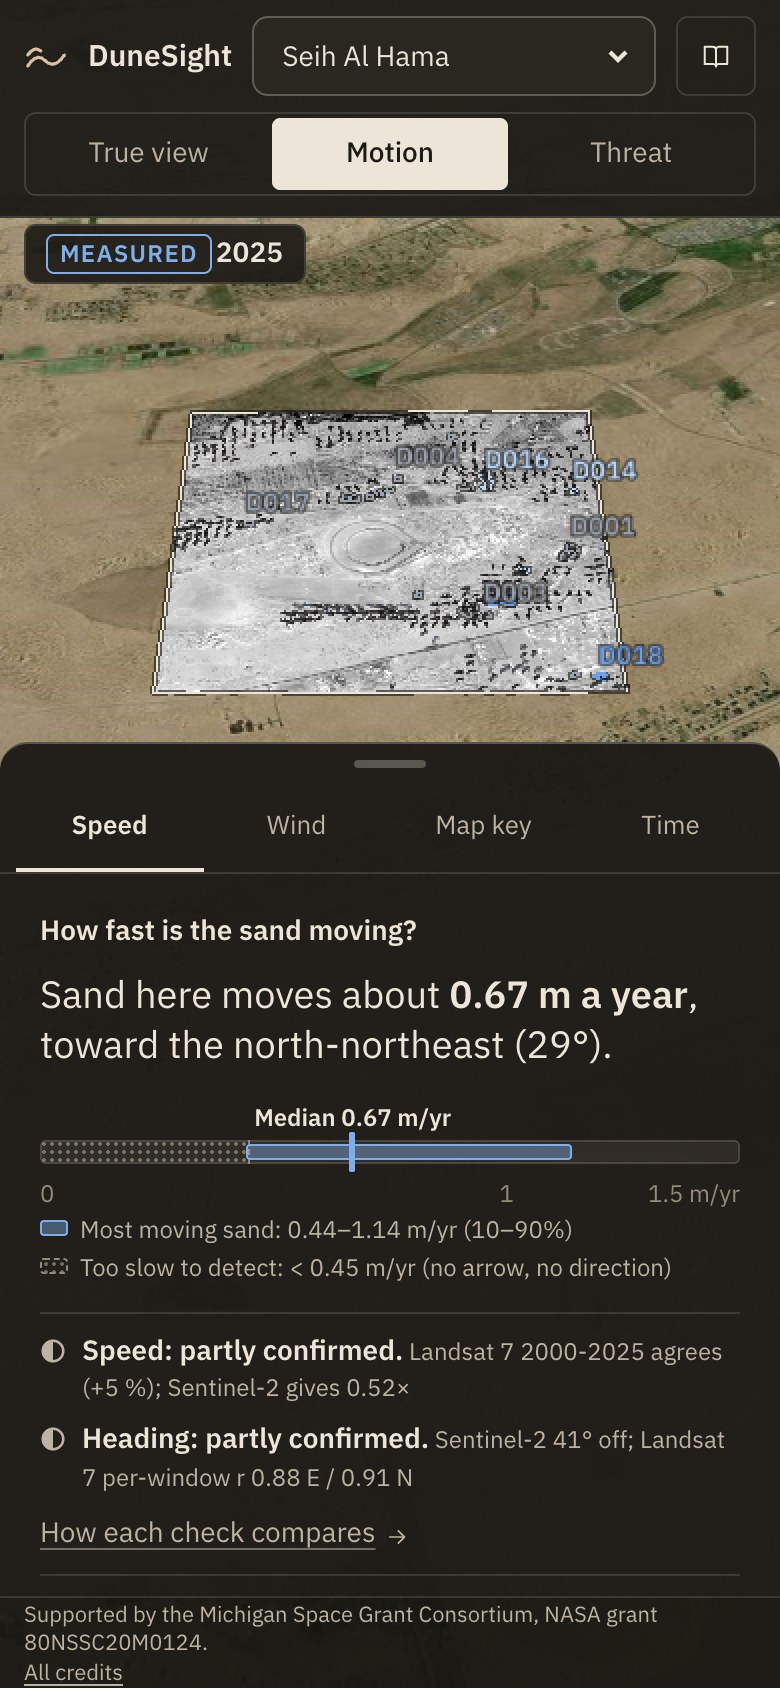 DuneSight
Seih Al Hama
True view
Motion
Threat
MEASURED 2025
D004
D016
D014
D017
D001
D003
D018
Speed
Wind
Map key
Time
How fast is the sand moving?
Sand here moves about 0.67 m a year,
toward the north-northeast (29°).
Median 0.67 m/yr
0
1
1.5 m/yr
Most moving sand: 0.44–1.14 m/yr (10–90%)
Too slow to detect: < 0.45 m/yr (no arrow, no direction)
Speed: partly confirmed. Landsat 7 2000-2025 agrees
(+5 %); Sentinel-2 gives 0.52×
Heading: partly confirmed. Sentinel-2 41° off; Landsat
7 per-window r 0.88 E / 0.91 N
How each check compares →
Supported by the Michigan Space Grant Consortium, NASA grant
80NSSC20M0124.
All credits